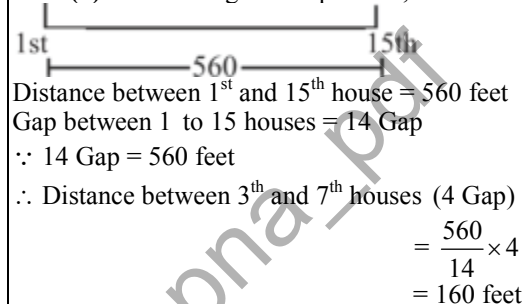 1st 15th
560
Distance between 1st and 15th house = 560 feet
Gap between 1 to 15 houses = 14 Gap
∵ 14 Gap = 560 feet
∴ Distance between 3th and 7th houses (4 Gap)
= 560/14 × 4
= 160 feet
pna_pdf